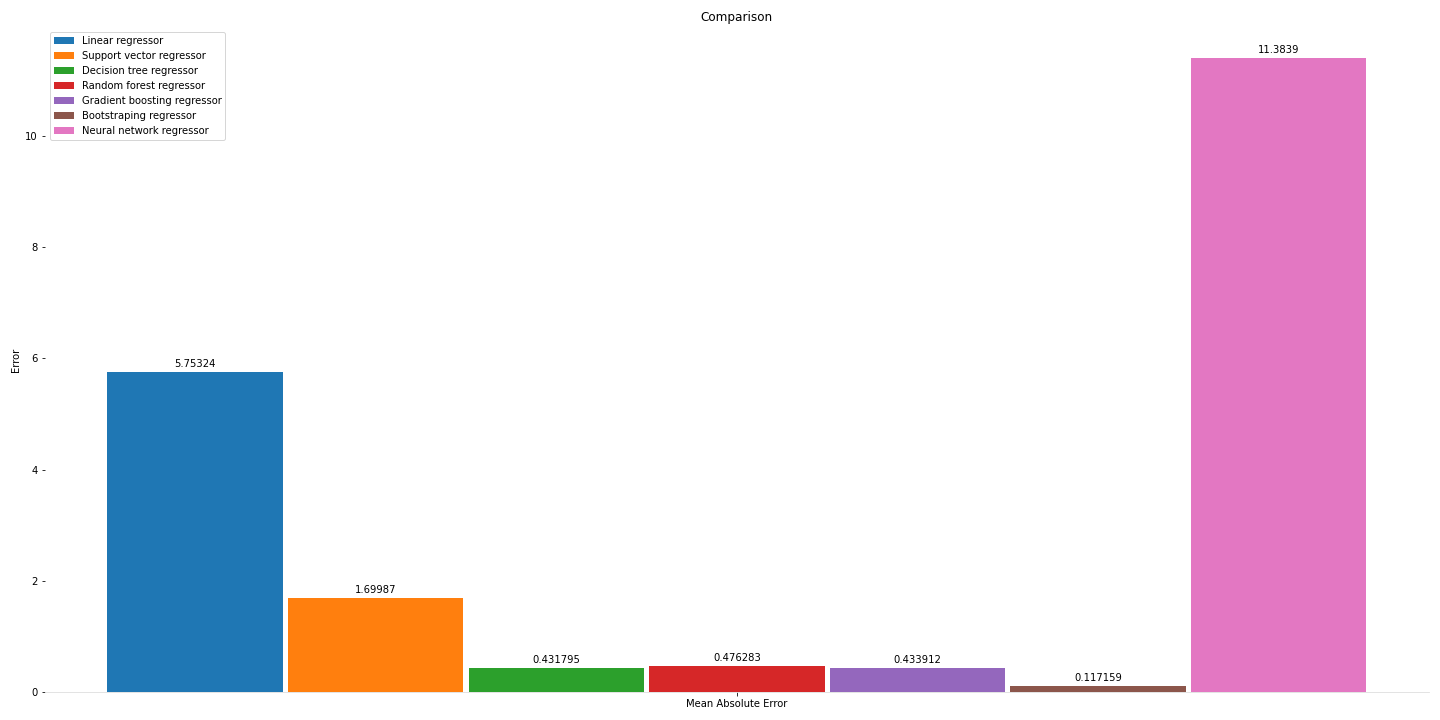 Comparison
Linear regressor
Support vector regressor
Decision tree regressor
Random forest regressor
Gradient boosting regressor
Bootstraping regressor
Neural network regressor
11.3839
10
8
6
4
2
0
Error
5.75324
1.69987
0.431795
0.476283
0.433912
0.117159
Mean Absolute Error